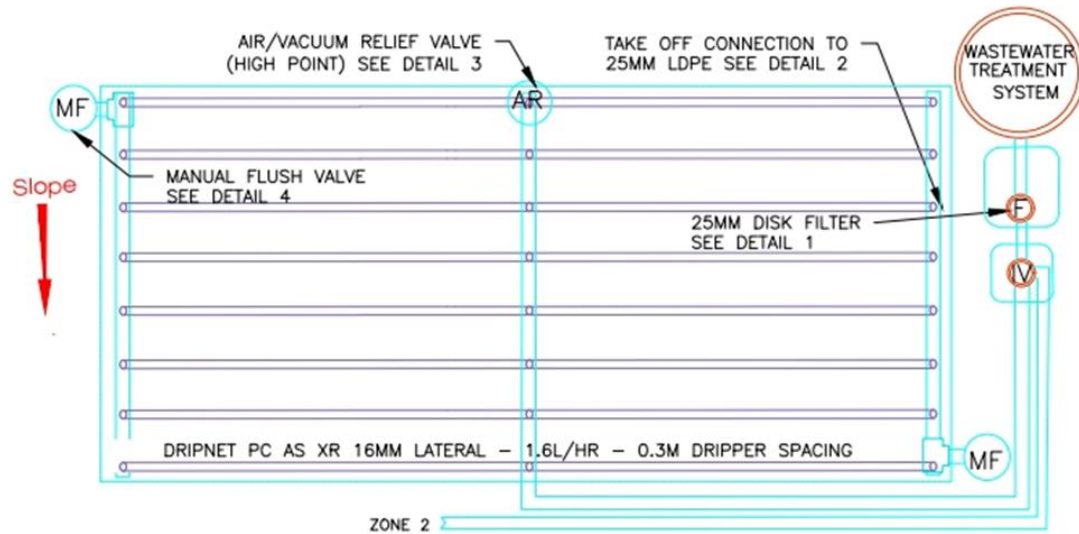 AIR/VACUUM RELIEF VALVE
(HIGH POINT) SEE DETAIL 3
TAKE OFF CONNECTION TO
25MM LDPE SEE DETAIL 2
WASTEWATER
TREATMENT
SYSTEM
MF
AR
MANUAL FLUSH VALVE
SEE DETAIL 4
Slope
25MM DISK FILTER
SEE DETAIL 1
F
IV
DRIPNET PC AS XR 16MM LATERAL – 1.6L/HR – 0.3M DRIPPER SPACING
MF
ZONE 2